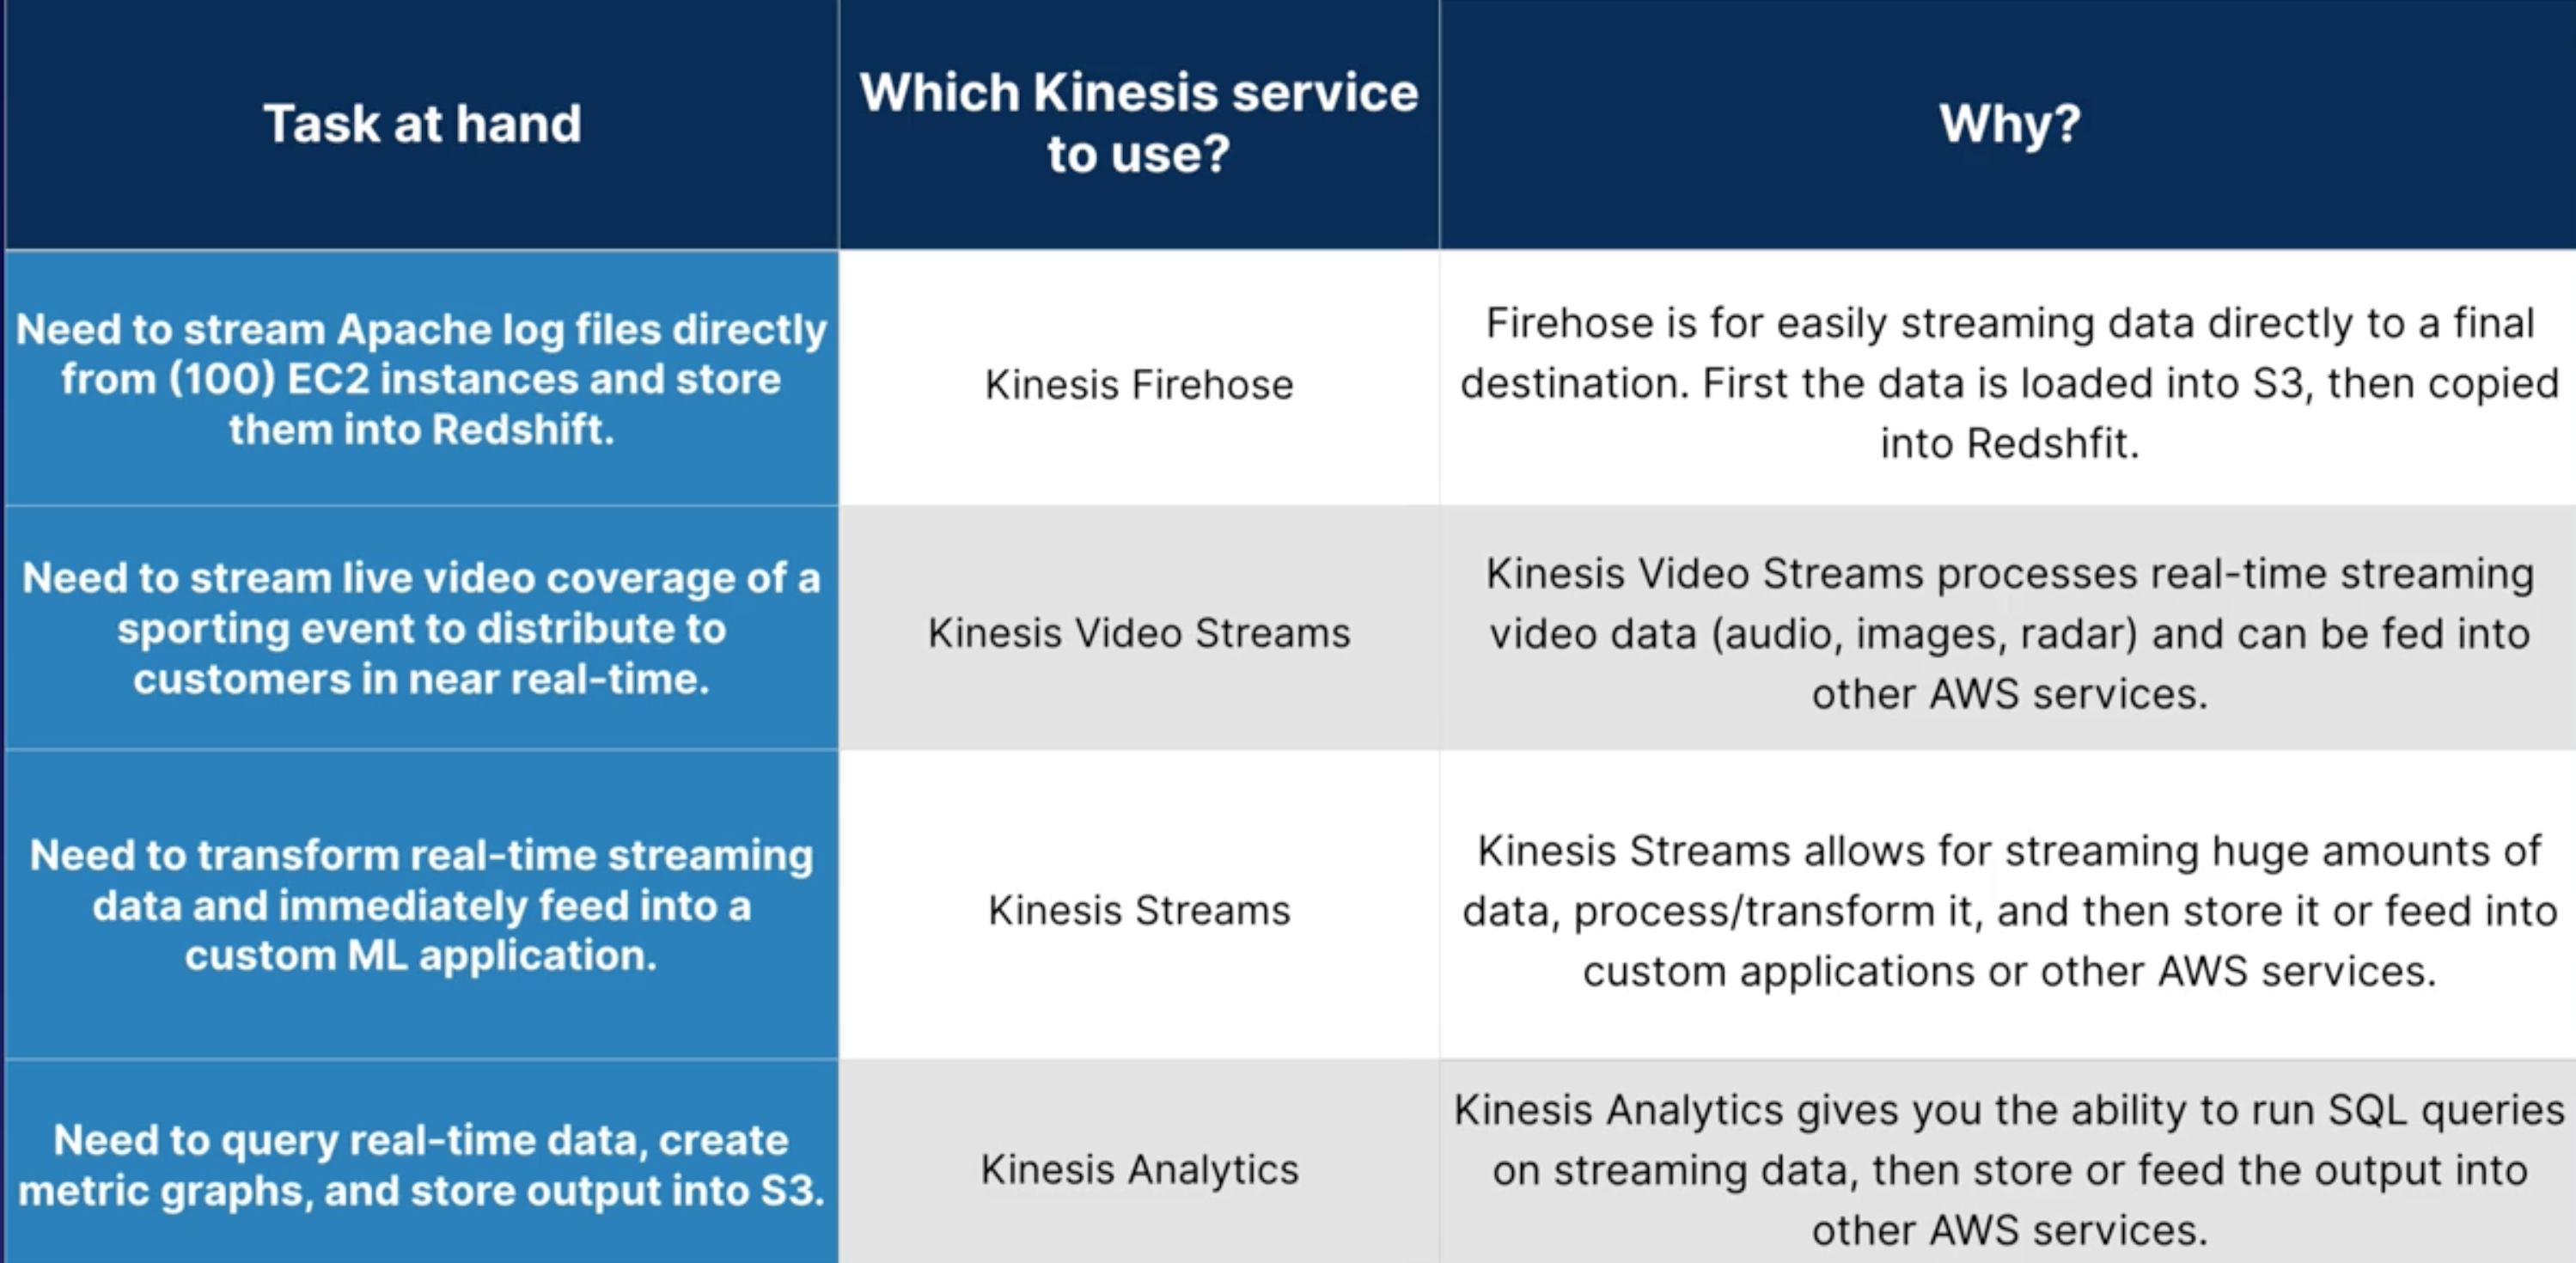 Task at hand
Which Kinesis service
to use?
Why?
Need to stream Apache log files directly
from (100) EC2 instances and store
them into Redshift.
Kinesis Firehose
Firehose is for easily streaming data directly to a final
destination. First the data is loaded into S3, then copied
into Redshfit.
Need to stream live video coverage of a
sporting event to distribute to
customers in near real-time.
Kinesis Video Streams
Kinesis Video Streams processes real-time streaming
video data (audio, images, radar) and can be fed into
other AWS services.
Need to transform real-time streaming
data and immediately feed into a
custom ML application.
Kinesis Streams
Kinesis Streams allows for streaming huge amounts of
data, process/transform it, and then store it or feed into
custom applications or other AWS services.
Need to query real-time data, create
metric graphs, and store output into S3.
Kinesis Analytics
Kinesis Analytics gives you the ability to run SQL queries
on streaming data, then store or feed the output into
other AWS services.